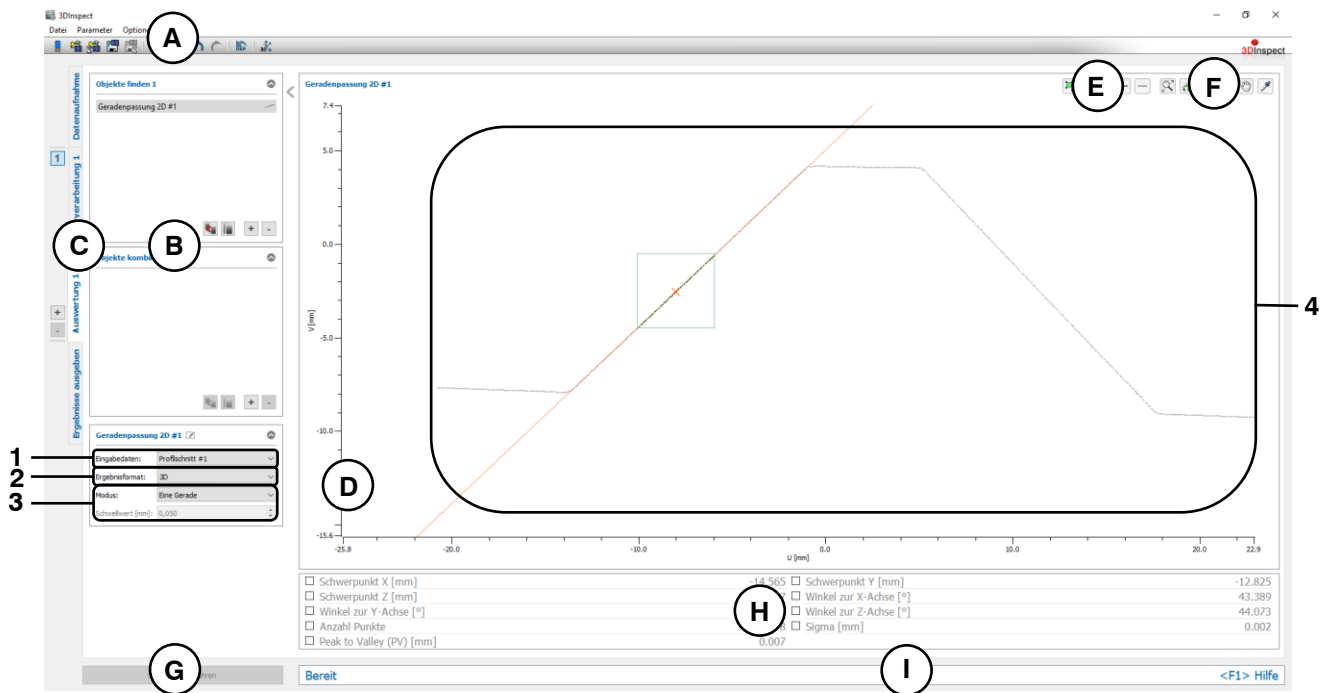 3DInspect
Datei Parameter
A
3DInspect
Datenaufnahme
Objekte finden 1
Geradenpassung 2D #1
Geradenpassung 2D #1
E
F
1
C
B
+ -
Auswertung 1
+
-
+ -
Ergebnisse ausgeben
Geradenpassung 2D #1
1 Eingabedaten: Profilschnitt #1
2 Ergebnisformat: 3D
3 Modus: Eine Gerade
Schwellwert [mm]: 0,050
4
D
V [mm]
7.4
5.0
0.0
-5.0
-10.0
-15.6
-25.8 -20.0 -10.0 0.0 10.0 20.0 22.9
U [mm]
Schwerpunkt X [mm] -14.565 Schwerpunkt Y [mm] -12.825
Schwerpunkt Z [mm] Winkel zur X-Achse [°] 43.389
Winkel zur Y-Achse [°] Winkel zur Z-Achse [°] 44.073
H
Anzahl Punkte Sigma [mm] 0.002
Peak to Valley (PV) [mm] 0.007
G
Bereit I <F1> Hilfe